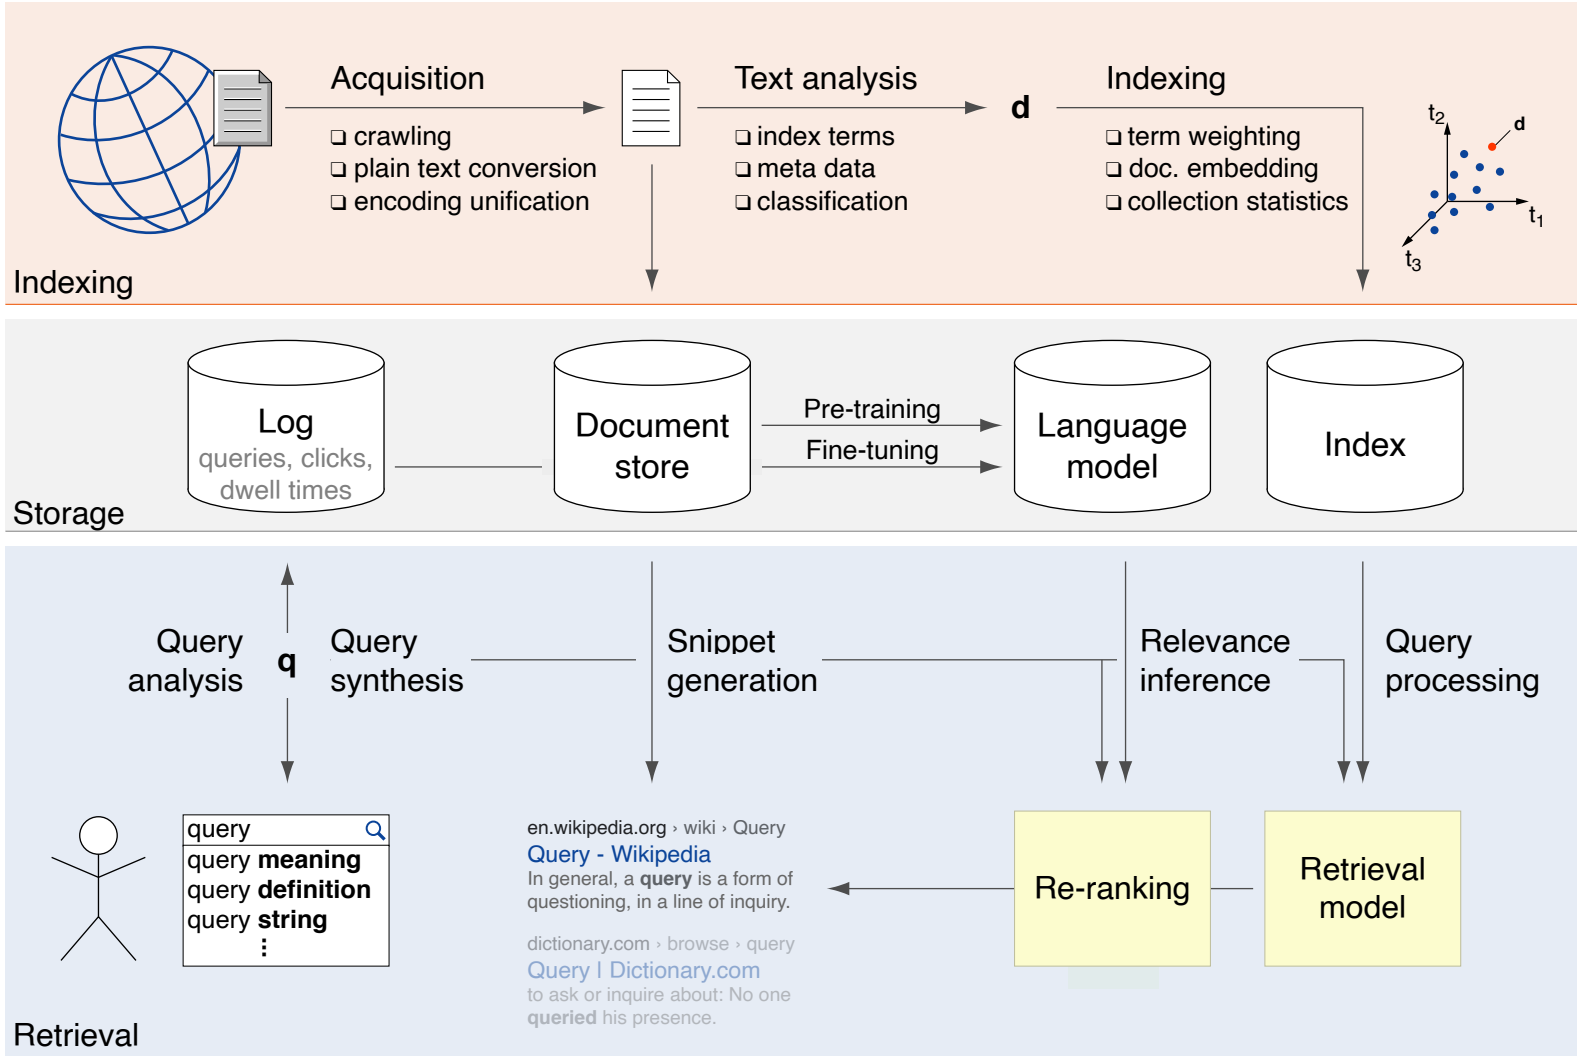 Acquisition
❏ crawling
❏ plain text conversion
❏ encoding unification
Text analysis
❏ index terms
❏ meta data
❏ classification
d
Indexing
❏ term weighting
❏ doc. embedding
❏ collection statistics
t2
d
t1
t3
Indexing
Log
queries, clicks,
dwell times
Document
store
Pre-training
Fine-tuning
Language
model
Index
Storage
Query
analysis
q
Query
synthesis
Snippet
generation
Relevance
inference
Query
processing
query
query meaning
query definition
query string
⋮
en.wikipedia.org › wiki › Query
Query - Wikipedia
In general, a query is a form of
questioning, in a line of inquiry.
dictionary.com › browse › query
Query | Dictionary.com
to ask or inquire about: No one
queried his presence.
Re-ranking
Retrieval
model
Retrieval